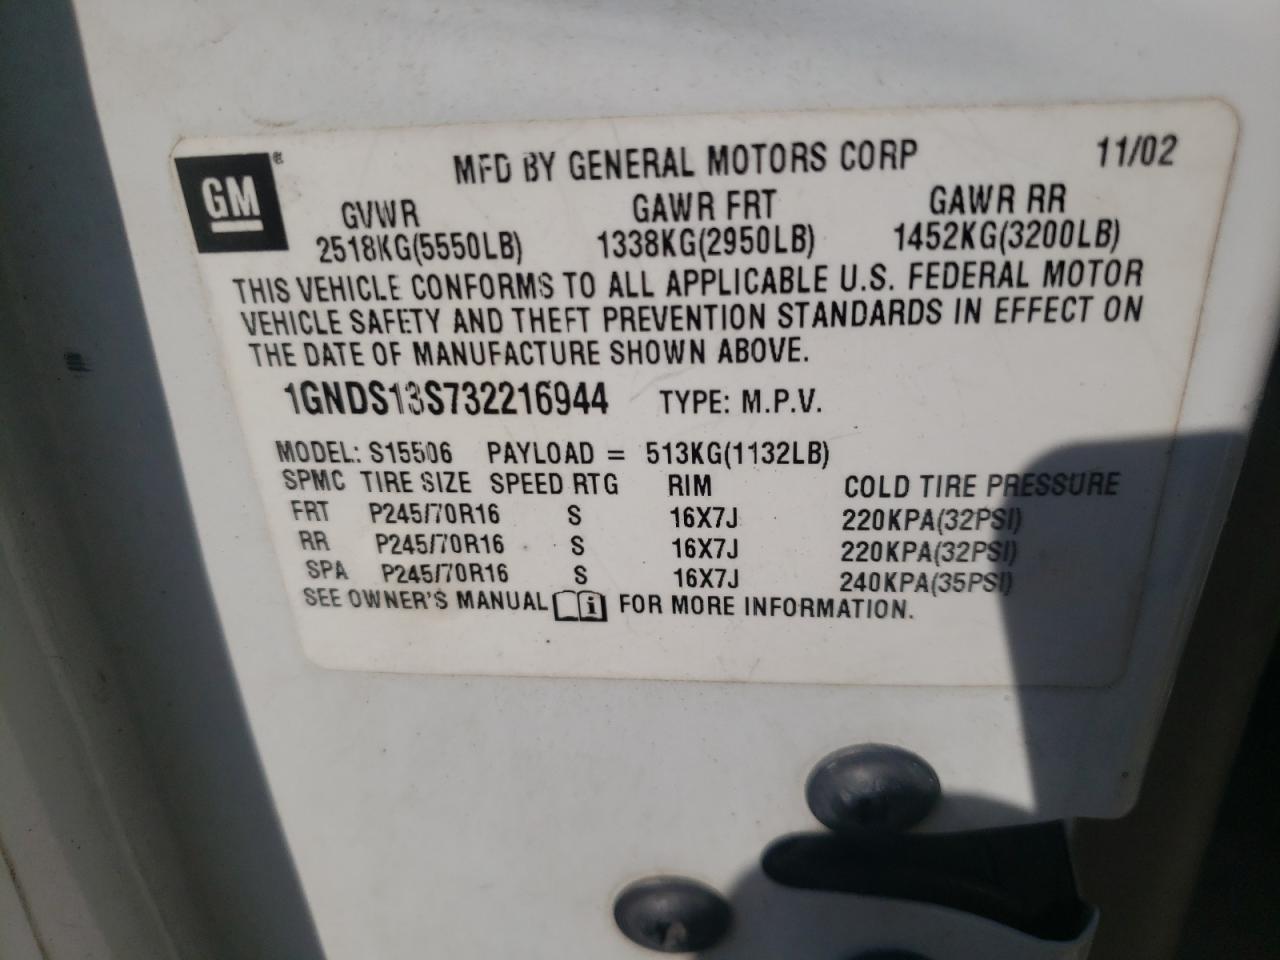 GM® MFD BY GENERAL MOTORS CORP 11/02
GVWR GAWR FRT GAWR RR
2518KG(5550LB) 1338KG(2950LB) 1452KG(3200LB)
THIS VEHICLE CONFORMS TO ALL APPLICABLE U.S. FEDERAL MOTOR
VEHICLE SAFETY AND THEFT PREVENTION STANDARDS IN EFFECT ON
THE DATE OF MANUFACTURE SHOWN ABOVE.
1GNDS13S732216944 TYPE: M.P.V.
MODEL: S15506 PAYLOAD = 513KG(1132LB)
SPMC TIRE SIZE SPEED RTG RIM COLD TIRE PRESSURE
FRT P245/70R16 S 16X7J 220KPA(32PSI)
RR P245/70R16 S 16X7J 220KPA(32PSI)
SPA P245/70R16 S 16X7J 240KPA(35PSI)
SEE OWNER'S MANUAL i FOR MORE INFORMATION.